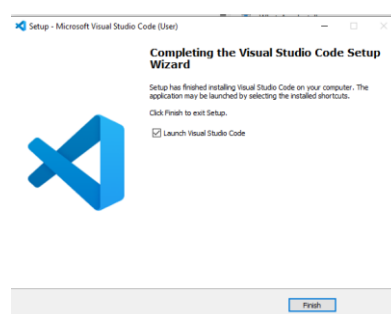 Setup - Microsoft Visual Studio Code (User)
Completing the Visual Studio Code Setup
Wizard
Setup has finished installing Visual Studio Code on your computer. The
application may be launched by selecting the installed shortcuts.
Click Finish to exit Setup.
Launch Visual Studio Code
Finish